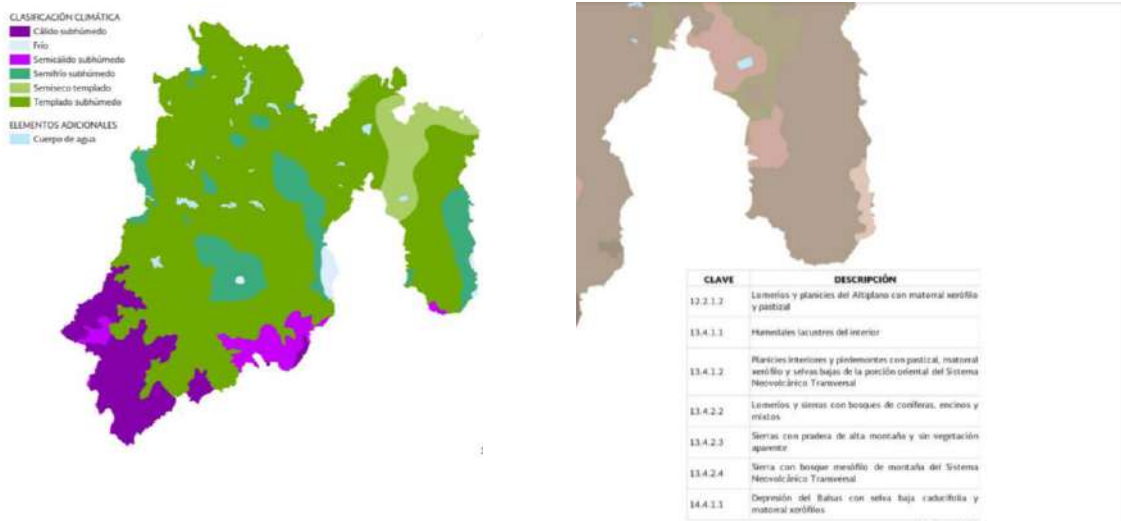 CLASIFICACIÓN CLIMÁTICA
Cálido subhúmedo
Frío
Semicálido subhúmedo
Semifrío subhúmedo
Semiseco templado
Templado subhúmedo
ELEMENTOS ADICIONALES
Cuerpo de agua
CLAVE DESCRIPCIÓN
12.2.1.2 Lomeríos y planicies del Altiplano con matorral xerófilo
y pastizal
13.4.1.1 Humedales lacustres del interior
13.4.1.2 Planicies interiores y piedemontes con pastizal, matorral
xerófilo y selvas bajas de la porción oriental del Sistema
Neovolcánico Transversal
13.4.2.2 Lomeríos y sierras con bosques de coníferas, encinos y
mixtos
13.4.2.3 Sierras con pradera de alta montaña y sin vegetación
aparente
13.4.2.4 Sierra con bosque mesófilo de montaña del Sistema
Neovolcánico Transversal
14.4.1.1 Depresión del Balsas con selva baja caducifolia y
matorral xerófilos